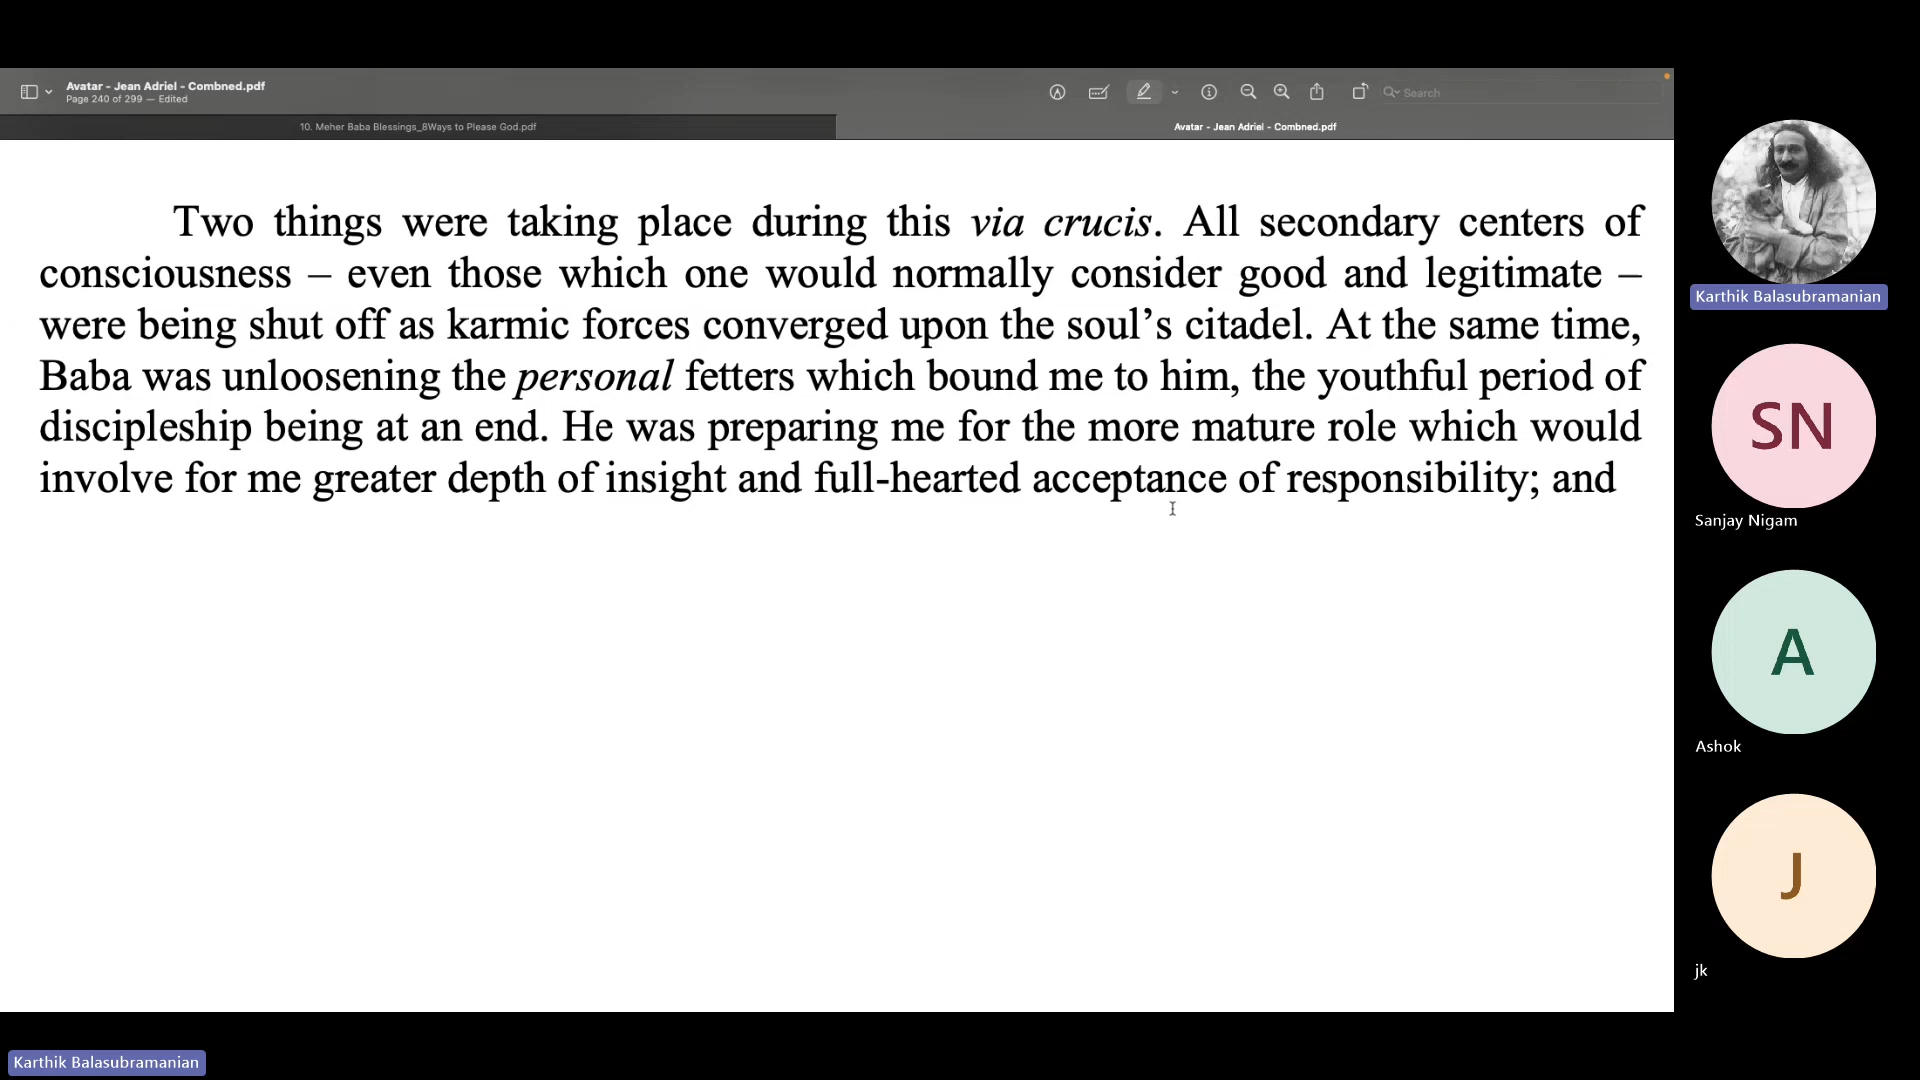 Avatar - Jean Adriel - Combned.pdf
Page 240 of 299 — Edited
Search
10. Meher Baba Blessings_8Ways to Please God.pdf
Avatar - Jean Adriel - Combned.pdf
Two things were taking place during this via crucis. All secondary centers of
consciousness – even those which one would normally consider good and legitimate –
were being shut off as karmic forces converged upon the soul’s citadel. At the same time,
Baba was unloosening the personal fetters which bound me to him, the youthful period of
discipleship being at an end. He was preparing me for the more mature role which would
involve for me greater depth of insight and full-hearted acceptance of responsibility; and
Karthik Balasubramanian
SN
Sanjay Nigam
A
Ashok
J
jk
Karthik Balasubramanian